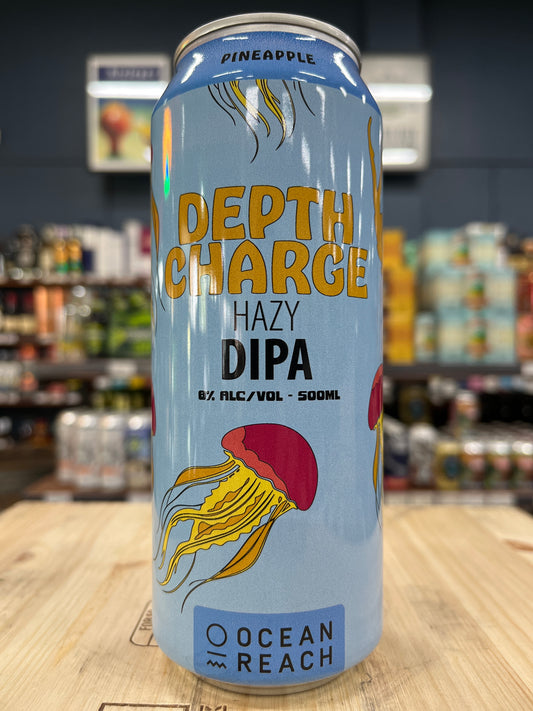 PINEAPPLE
DEPTH
CHARGE
HAZY
DIPA
8% ALC/VOL - 500ML
OCEAN
REACH